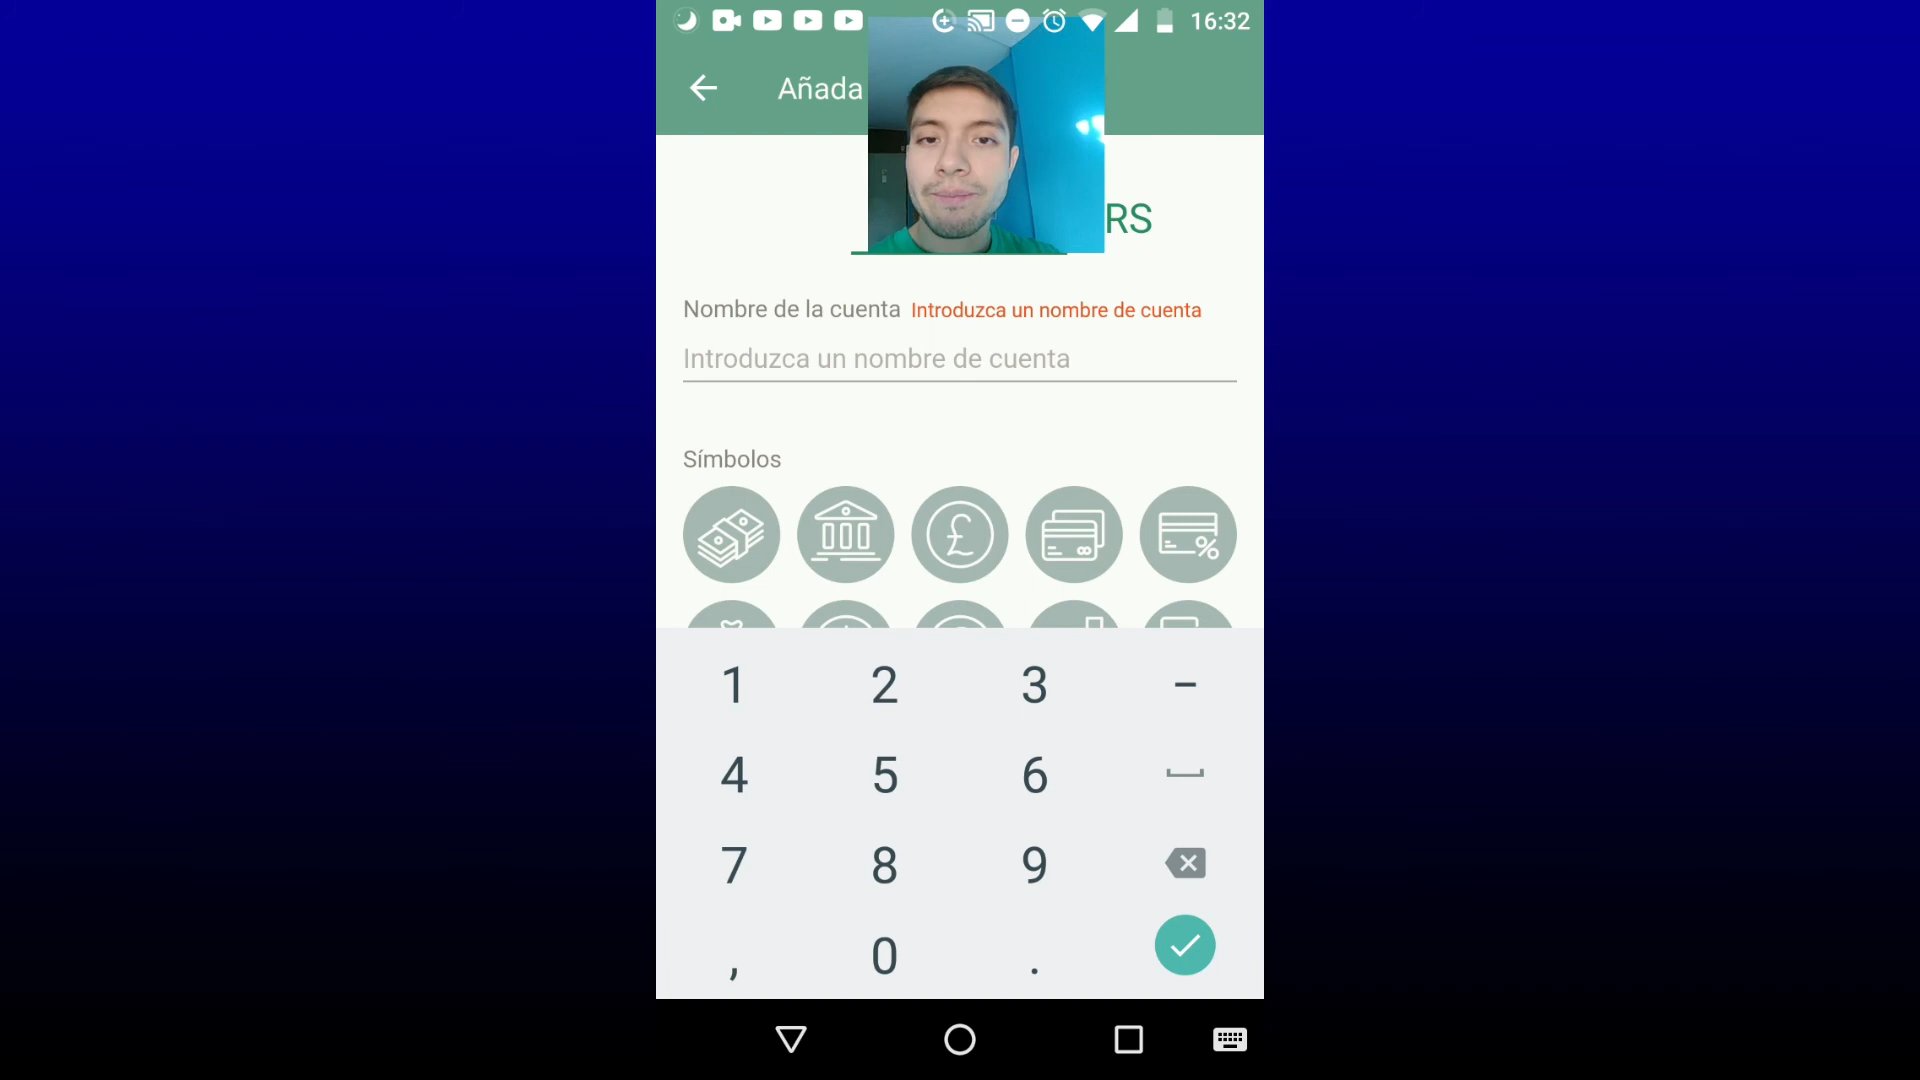 16:32
Añada
RS
Nombre de la cuenta Introduzca un nombre de cuenta
Introduzca un nombre de cuenta
Símbolos
1 2 3 -
4 5 6
7 8 9
, 0 .